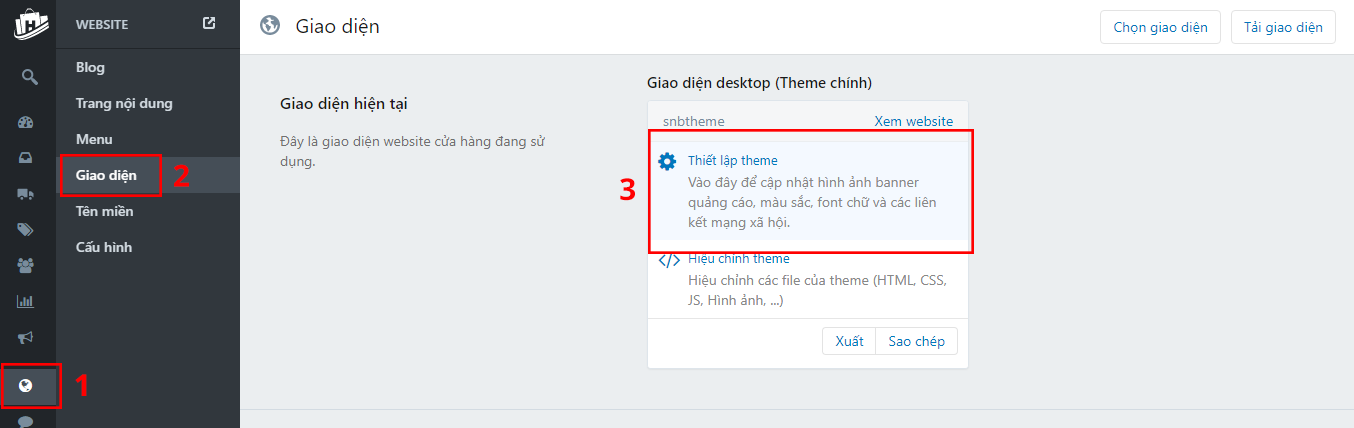 WEBSITE
Blog
Trang nội dung
Menu
Giao diện
2
Tên miền
Cấu hình
1
Giao diện
Chọn giao diện
Tải giao diện
Giao diện hiện tại
Đây là giao diện website cửa hàng đang sử
dụng.
Giao diện desktop (Theme chính)
snbtheme
Xem website
3
Thiết lập theme
Vào đây để cập nhật hình ảnh banner
quảng cáo, màu sắc, font chữ và các liên
kết mạng xã hội.
Hiệu chỉnh theme
Hiệu chỉnh các file của theme (HTML, CSS,
JS, Hình ảnh, ...)
Xuất
Sao chép